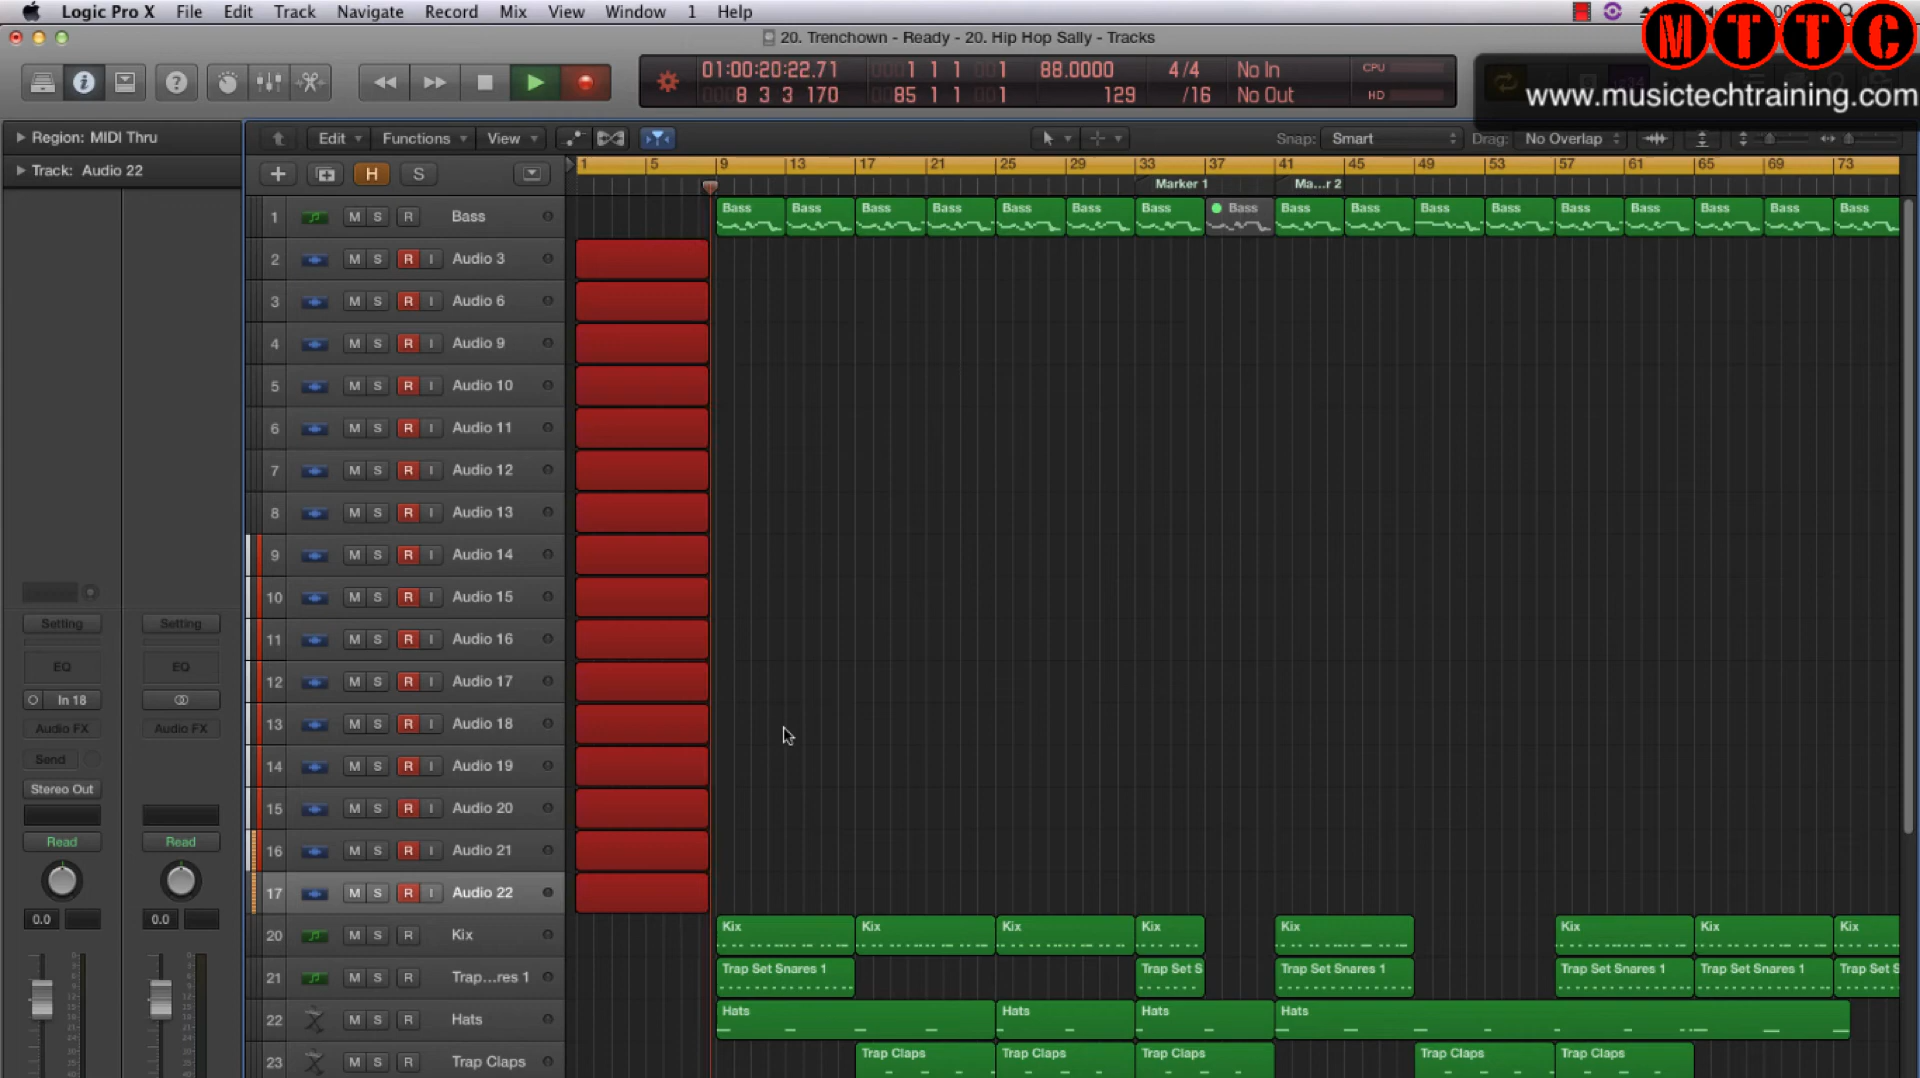 Logic Pro X File Edit Track Navigate Record Mix View Window 1 Help
20. Trenchown - Ready - 20. Hip Hop Sally - Tracks
MTTC
www.musictechtraining.com
01:00:20:22.71 1 1 1 1 88.0000 4/4 No In CPU
8 3 3 170 85 1 1 1 129 /16 No Out HD
Region: MIDI Thru
Edit Functions View Snap: Smart Drag: No Overlap
Track: Audio 22
H S
1 5 9 13 17 21 25 29 33 37 41 45 49 53 57 61 65 69 73
Marker 1 Ma...r 2
1 M S R Bass
Bass Bass Bass Bass Bass Bass Bass Bass Bass Bass Bass Bass Bass Bass Bass Bass Bass
2 M S R I Audio 3
3 M S R I Audio 6
4 M S R I Audio 9
5 M S R I Audio 10
6 M S R I Audio 11
7 M S R I Audio 12
8 M S R I Audio 13
9 M S R I Audio 14
10 M S R I Audio 15
11 M S R I Audio 16
12 M S R I Audio 17
13 M S R I Audio 18
14 M S R I Audio 19
15 M S R I Audio 20
16 M S R I Audio 21
17 M S R I Audio 22
20 M S R Kix
Kix Kix Kix Kix Kix Kix Kix Kix
21 M S R Trap...res 1
Trap Set Snares 1 Trap Set S Trap Set Snares 1 Trap Set Snares 1 Trap Set Snares 1 Trap Set S
22 M S R Hats
Hats Hats Hats Hats
23 M S R Trap Claps
Trap Claps Trap Claps Trap Claps Trap Claps Trap Claps
Setting Setting
EQ EQ
In 18
Audio FX Audio FX
Send
Stereo Out
Read Read
0.0 0.0